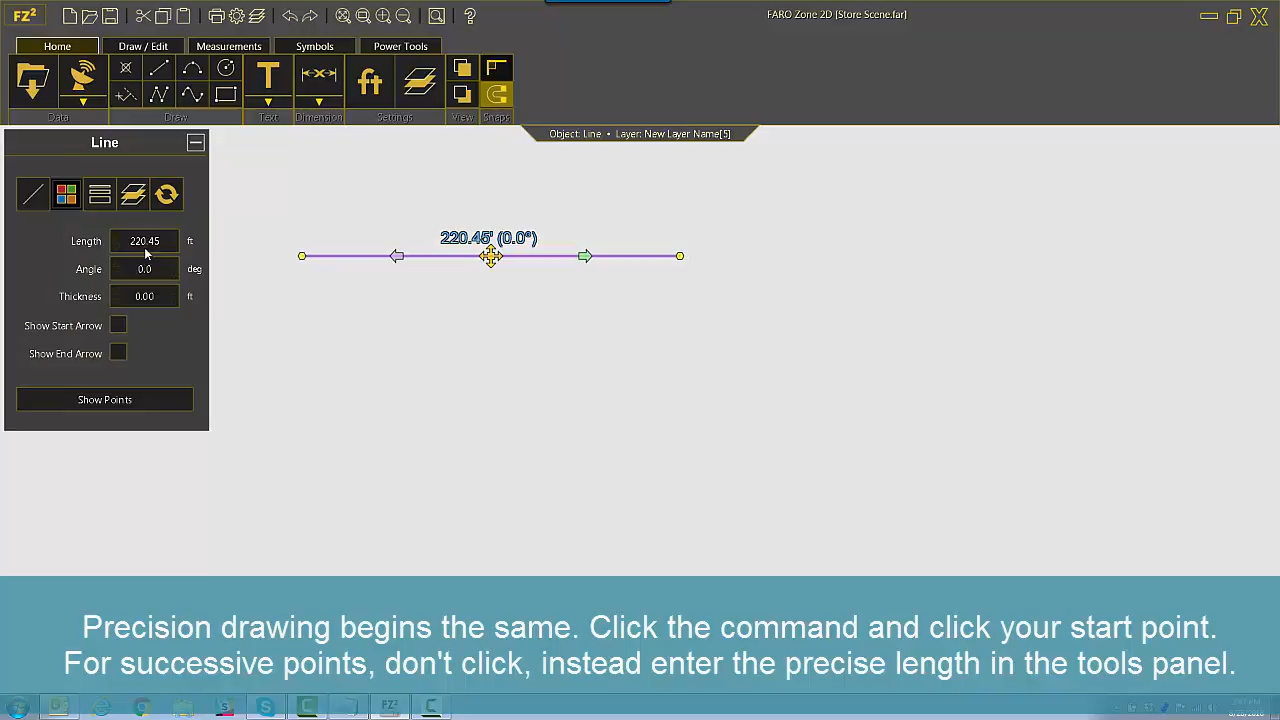 FZ²
FARO Zone 2D [Store Scene.far]
Home
Draw / Edit
Measurements
Symbols
Power Tools
T
ft
Data
Draw
Text
Dimension
Settings
View
Snaps
Object: Line • Layer: New Layer Name[5]
Line
Length 220.45 ft
Angle 0.0 deg
Thickness 0.00 ft
Show Start Arrow
Show End Arrow
Show Points
220.45' (0.0°)
Precision drawing begins the same. Click the command and click your start point.
For successive points, don't click, instead enter the precise length in the tools panel.
FZ²